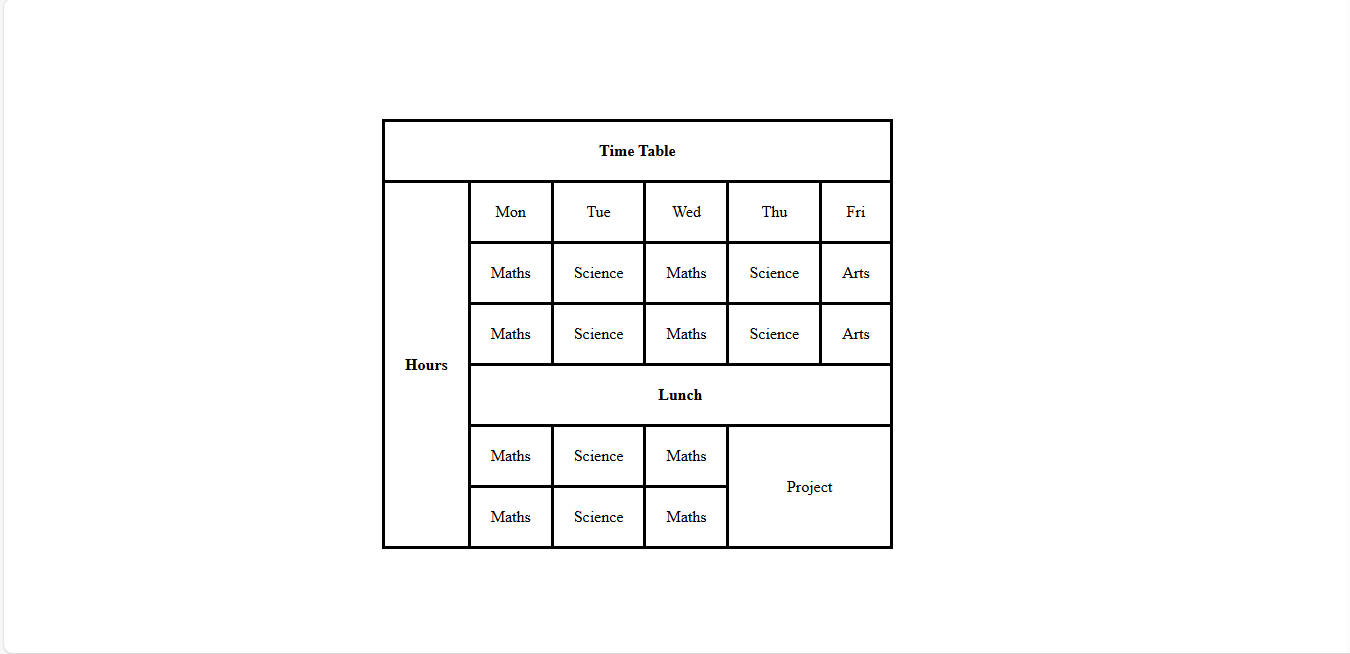 Time Table
Mon Tue Wed Thu Fri
Maths Science Maths Science Arts
Maths Science Maths Science Arts
Hours
Lunch
Maths Science Maths
Project
Maths Science Maths